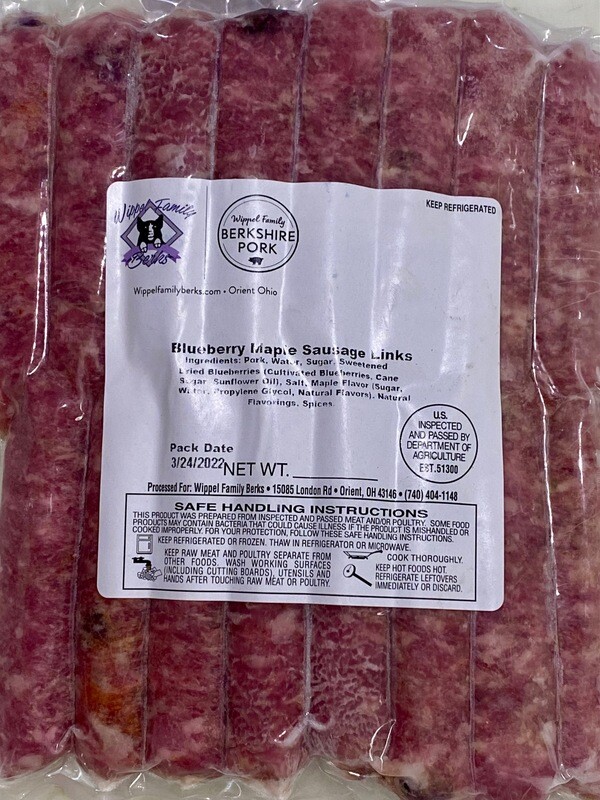 Wippel Family
Berks
Wippel Family
BERKSHIRE
PORK
KEEP REFRIGERATED
Wippelfamilyberks.com • Orient Ohio
Blueberry Maple Sausage Links
Ingredients: Pork, Water, Sugar, Sweetened
Dried Blueberries (Cultivated Blueberries, Cane
Sugar, Sunflower Oil), Salt, Maple Flavor (Sugar,
Water, Propylene Glycol, Natural Flavors), Natural
Flavorings, Spices.
U.S.
INSPECTED
AND PASSED BY
DEPARTMENT OF
AGRICULTURE
EST.51300
Pack Date
3/24/2022 NET WT.
Processed For: Wippel Family Berks • 15085 London Rd • Orient, OH 43146 • (740) 404-1148
SAFE HANDLING INSTRUCTIONS
THIS PRODUCT WAS PREPARED FROM INSPECTED AND PASSED MEAT AND/OR POULTRY. SOME FOOD
PRODUCTS MAY CONTAIN BACTERIA THAT COULD CAUSE ILLNESS IF THE PRODUCT IS MISHANDLED OR
COOKED IMPROPERLY. FOR YOUR PROTECTION, FOLLOW THESE SAFE HANDLING INSTRUCTIONS.
KEEP REFRIGERATED OR FROZEN. THAW IN REFRIGERATOR OR MICROWAVE.
KEEP RAW MEAT AND POULTRY SEPARATE FROM
OTHER FOODS. WASH WORKING SURFACES
(INCLUDING CUTTING BOARDS), UTENSILS AND
HANDS AFTER TOUCHING RAW MEAT OR POULTRY.
COOK THOROUGHLY.
KEEP HOT FOODS HOT.
REFRIGERATE LEFTOVERS
IMMEDIATELY OR DISCARD.